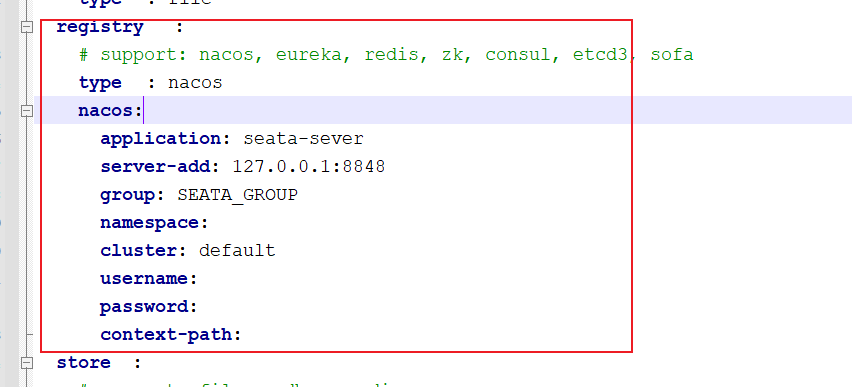 type : file
registry :
# support: nacos, eureka, redis, zk, consul, etcd3, sofa
type : nacos
nacos:
application: seata-sever
server-add: 127.0.0.1:8848
group: SEATA_GROUP
namespace:
cluster: default
username:
password:
context-path:
store :